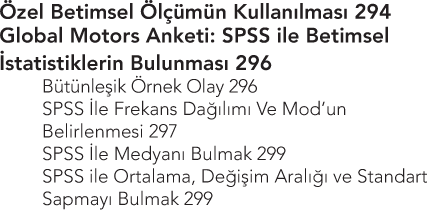 Özel Betimsel Ölçümün Kullanılması 294
Global Motors Anketi: SPSS ile Betimsel
İstatistiklerin Bulunması 296
Bütünleşik Örnek Olay 296
SPSS İle Frekans Dağılımı Ve Mod’un
Belirlenmesi 297
SPSS İle Medyanı Bulmak 299
SPSS ile Ortalama, Değişim Aralığı ve Standart
Sapmayı Bulmak 299